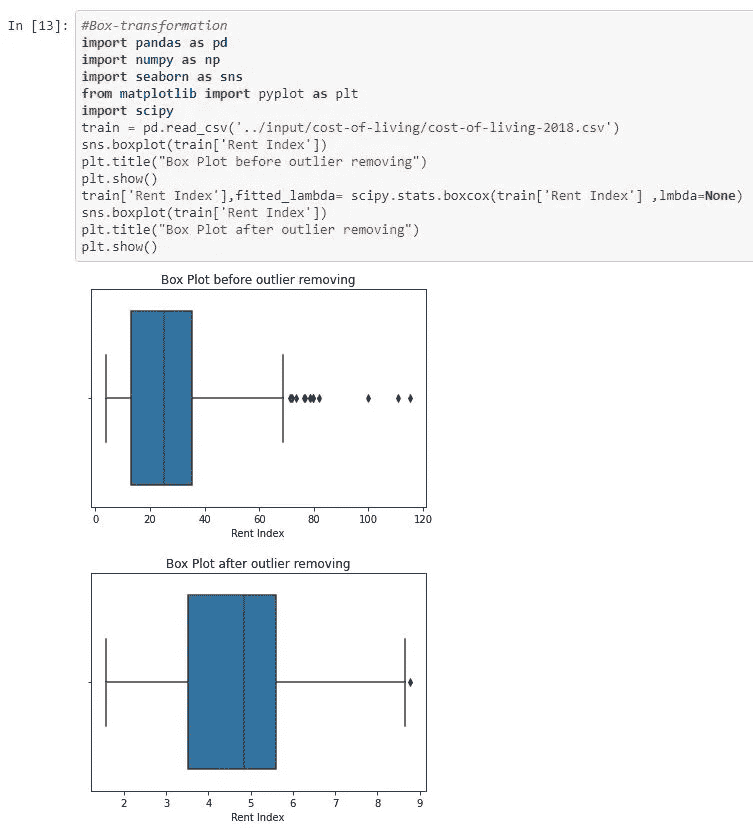 In [13]:
#Box-transformation
import pandas as pd
import numpy as np
import seaborn as sns
from matplotlib import pyplot as plt
import scipy
train = pd.read_csv('../input/cost-of-living/cost-of-living-2018.csv')
sns.boxplot(train['Rent Index'])
plt.title("Box Plot before outlier removing")
plt.show()
train['Rent Index'],fitted_lambda= scipy.stats.boxcox(train['Rent Index'] ,lmbda=None)
sns.boxplot(train['Rent Index'])
plt.title("Box Plot after outlier removing")
plt.show()
Box Plot before outlier removing
0 20 40 60 80 100 120
Rent Index
Box Plot after outlier removing
2 3 4 5 6 7 8 9
Rent Index